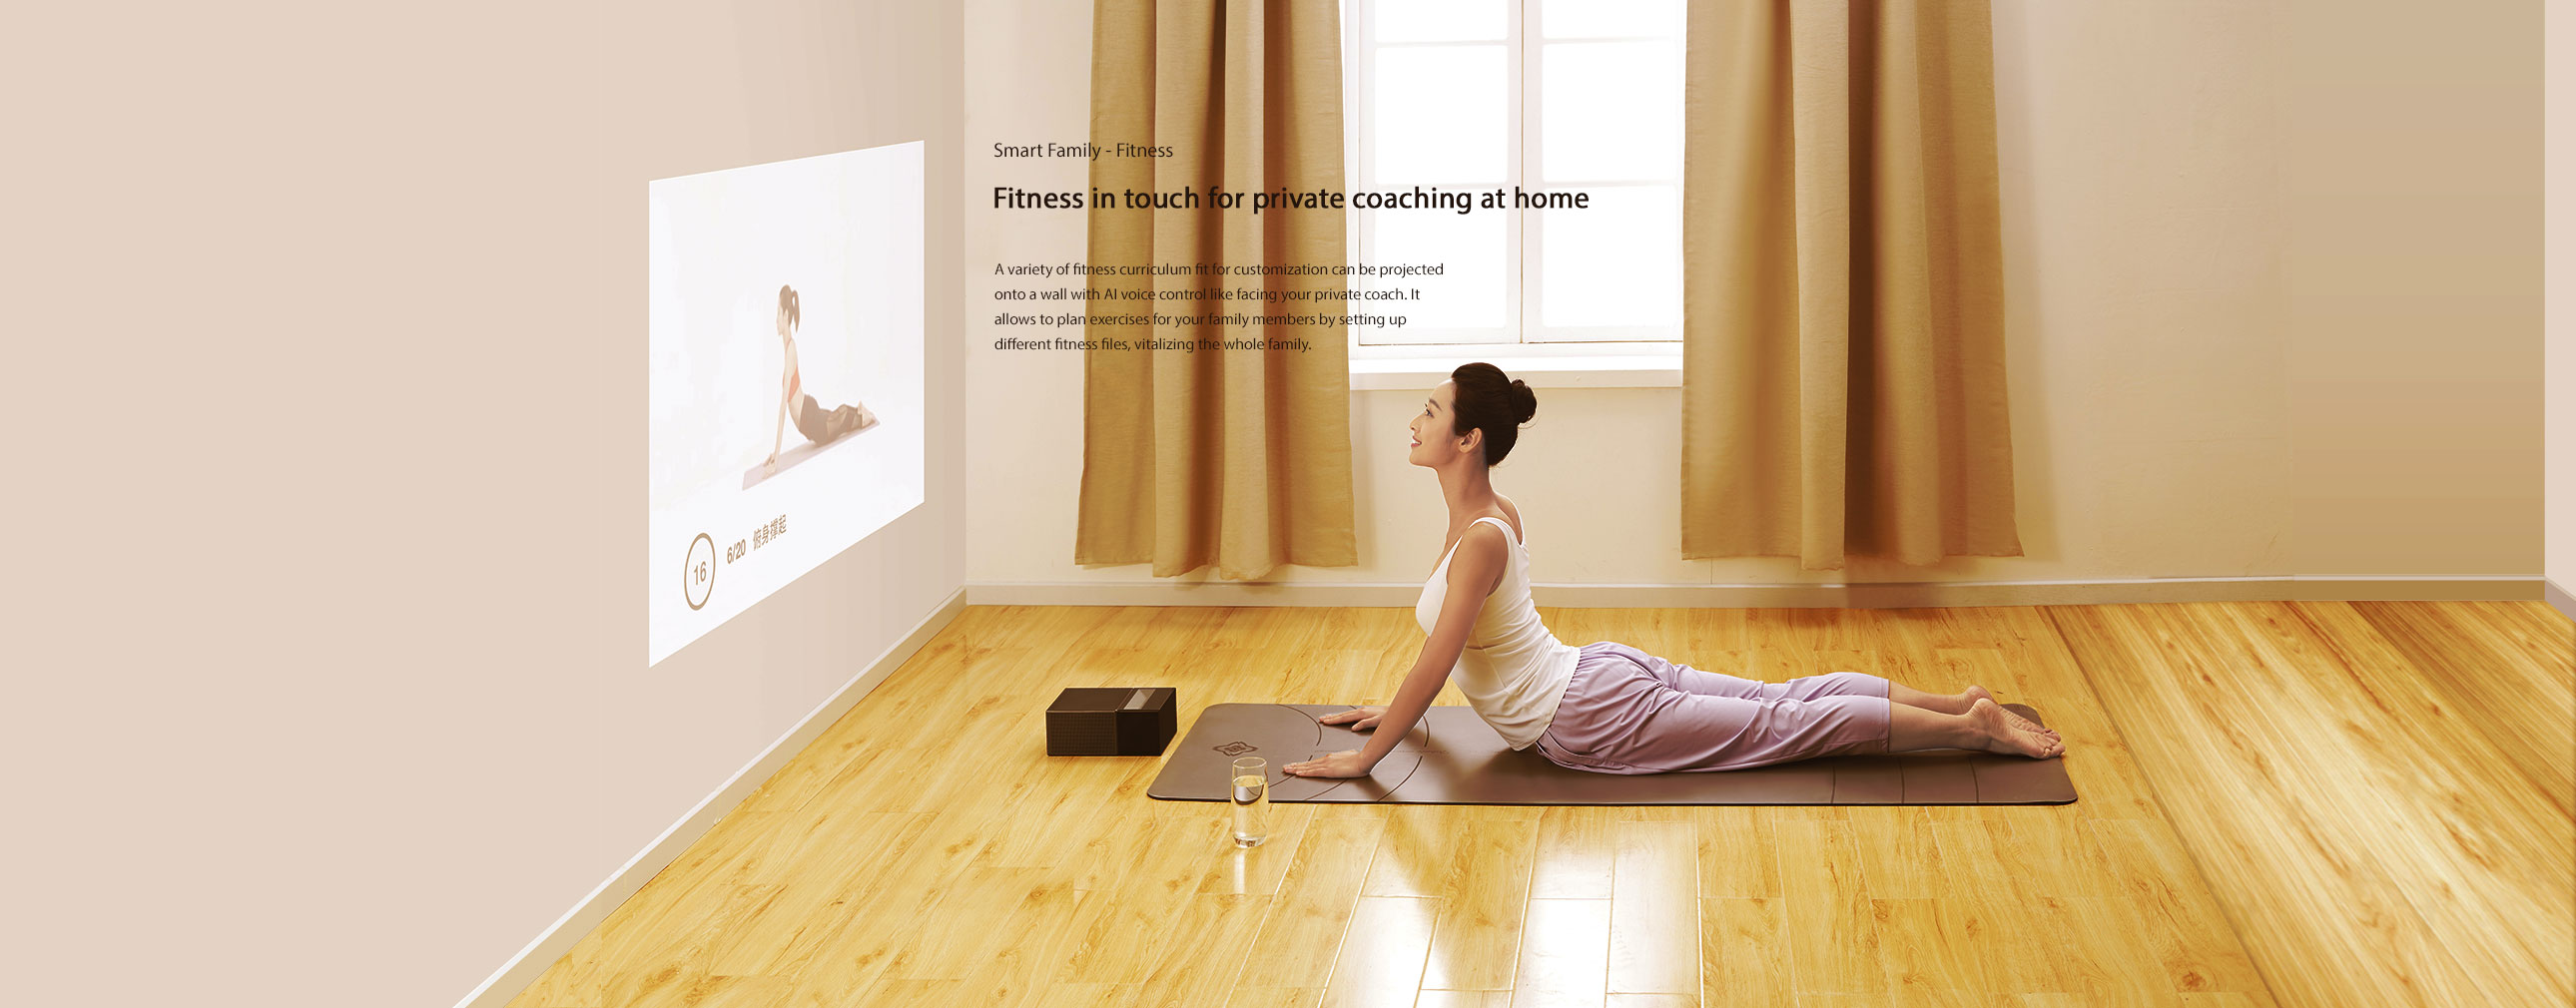 Smart Family - Fitness
Fitness in touch for private coaching at home
A variety of fitness curriculum fit for customization can be projected
onto a wall with AI voice control like facing your private coach. It
allows to plan exercises for your family members by setting up
different fitness files, vitalizing the whole family.
16
6/20 俯身撑起